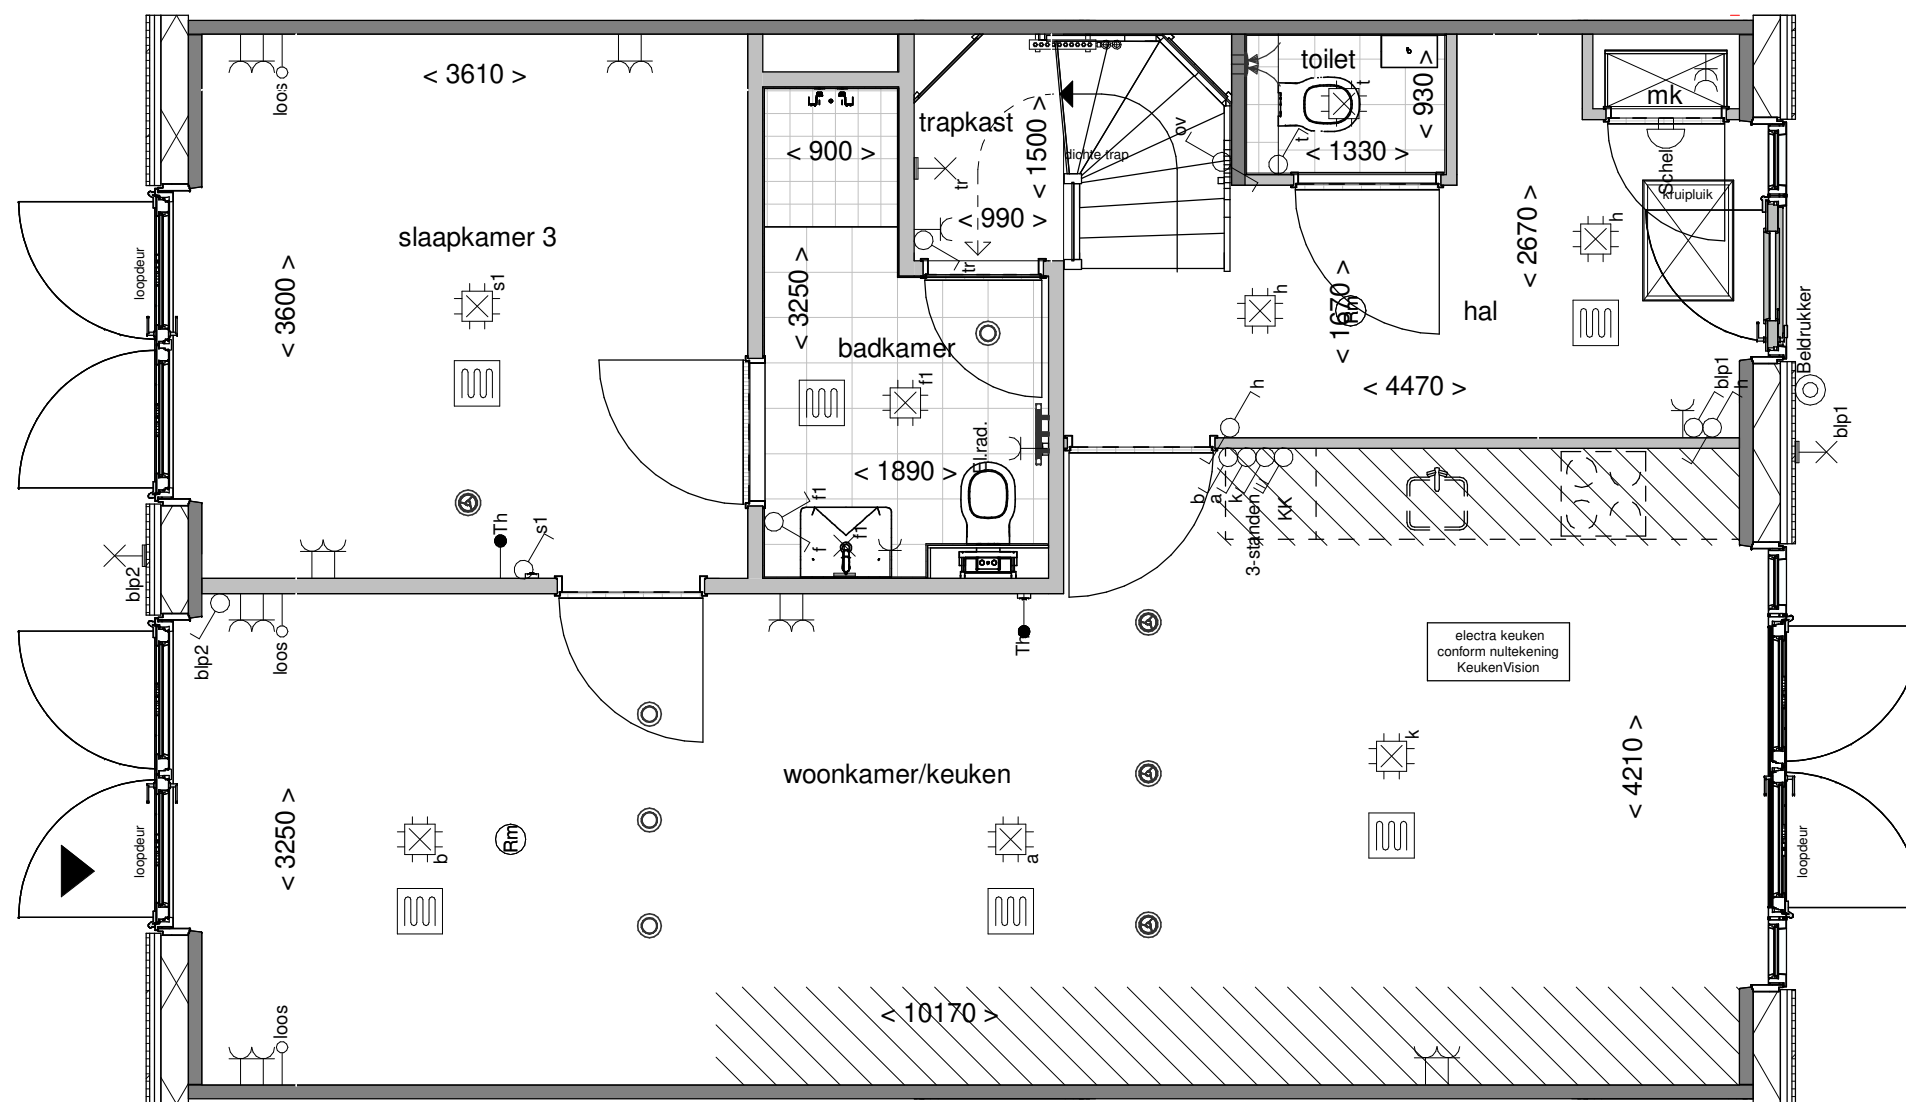 loos
< 3610 >
toilet
t
< 930 >
mk
trapkast
< 1500 >
ov
dichte trap
< 900 >
t
< 1330 >
Schel
kruipluik
tr
< 990 >
tr
h
< 2670 >
slaapkamer 3
loopdeur
s1
< 3600 >
< 3250 >
h
< 1670 >
Rm
hal
Beldrukker
badkamer
f1
< 4470 >
h
blp1
h
blp1
El.rad.
< 1890 >
f1
f
f1
Th
s1
b
a
k
3-standen
KK
blp2
blp2
loos
Th
electra keuken
conform nultekening
KeukenVision
k
< 4210 >
woonkamer/keuken
loopdeur
< 3250 >
b
Rm
a
loopdeur
loos
< 10170 >